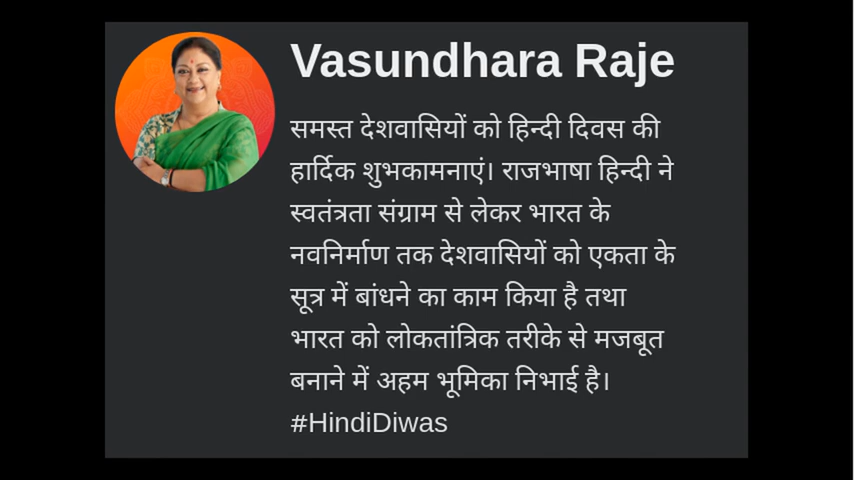 Vasundhara Raje
समस्त देशवासियों को हिन्दी दिवस की
हार्दिक शुभकामनाएं। राजभाषा हिन्दी ने
स्वतंत्रता संग्राम से लेकर भारत के
नवनिर्माण तक देशवासियों को एकता के
सूत्र में बांधने का काम किया है तथा
भारत को लोकतांत्रिक तरीके से मजबूत
बनाने में अहम भूमिका निभाई है।
#HindiDiwas